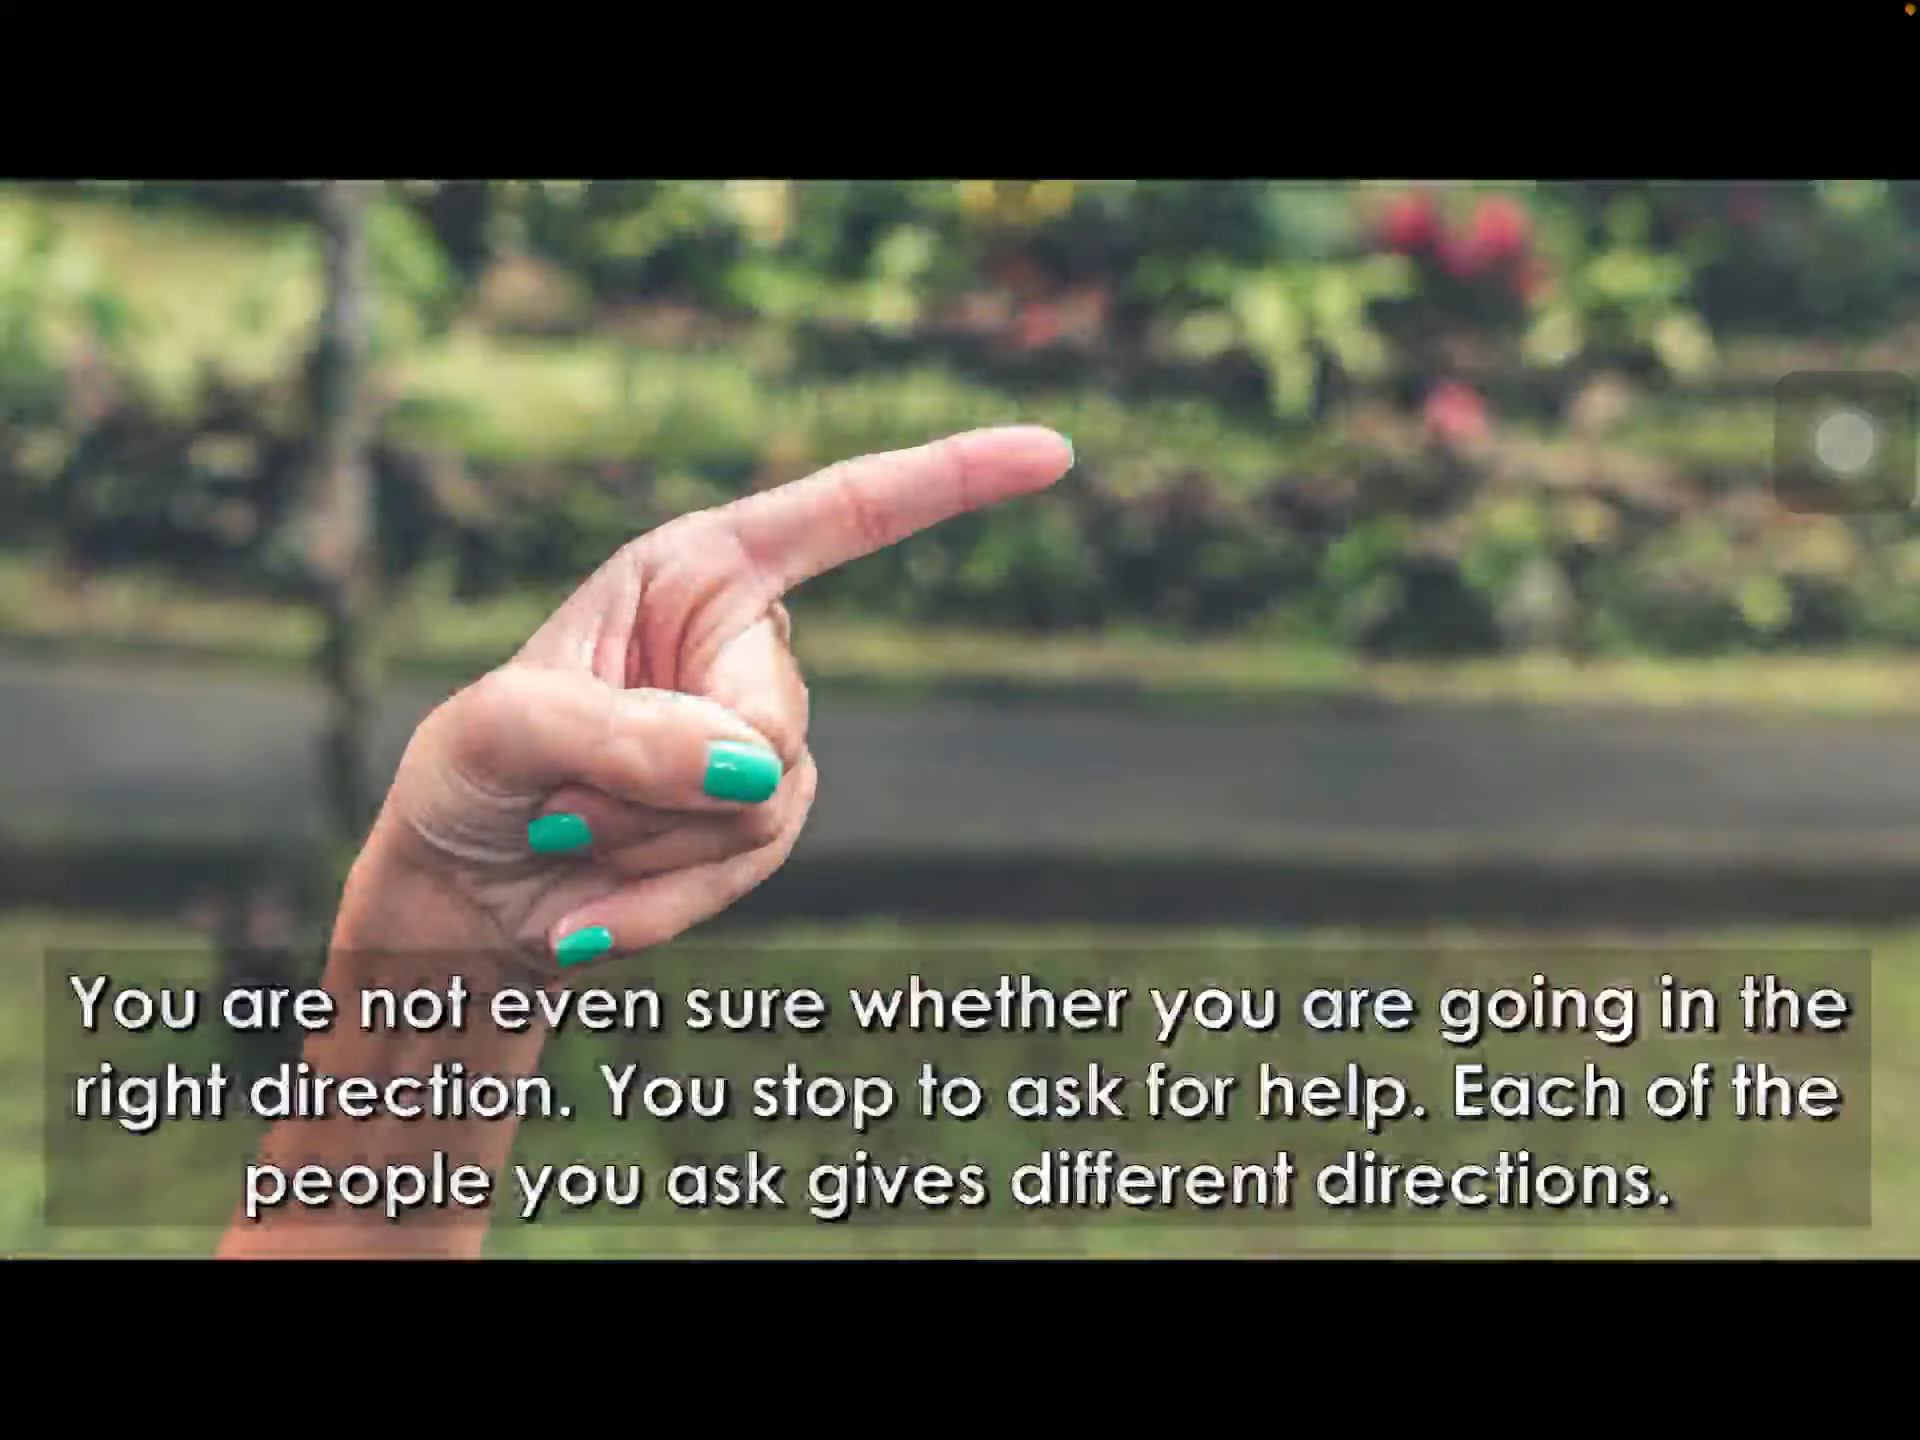 You are not even sure whether you are going in the
right direction. You stop to ask for help. Each of the
people you ask gives different directions.